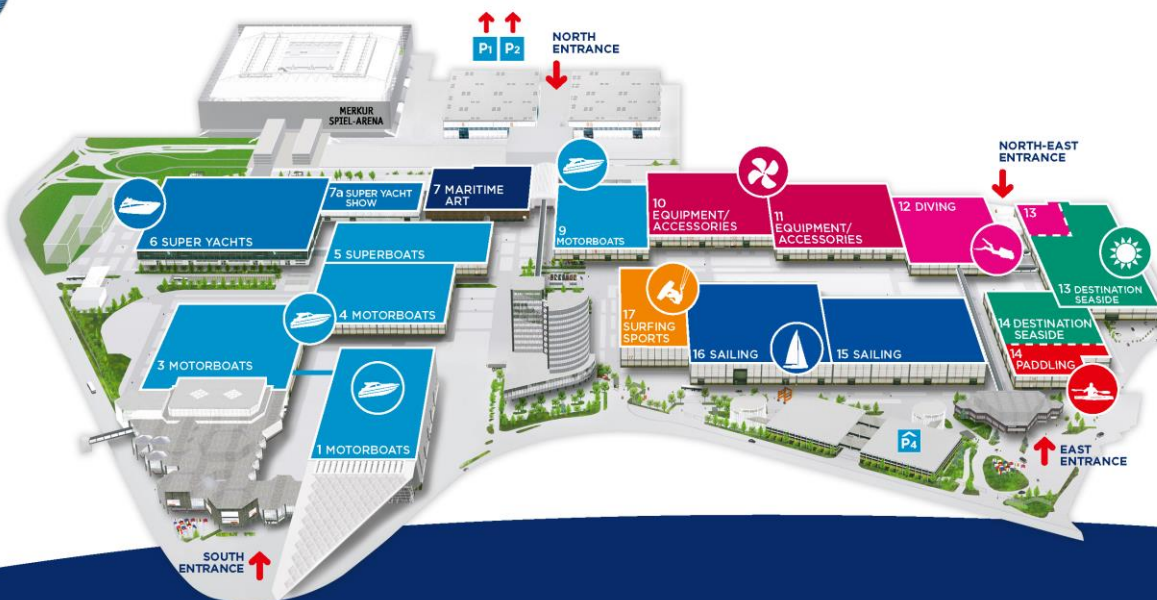 P1 P2
NORTH
ENTRANCE
MERKUR
SPIEL-ARENA
NORTH-EAST
ENTRANCE
6 SUPER YACHTS
7a SUPER YACHT
SHOW
7 MARITIME
ART
5 SUPERBOATS
4 MOTORBOATS
3 MOTORBOATS
1 MOTORBOATS
9
MOTORBOATS
10
EQUIPMENT/
ACCESSORIES
11
EQUIPMENT/
ACCESSORIES
12 DIVING
13
13 DESTINATION
SEASIDE
14 DESTINATION
SEASIDE
14
PADDLING
17
SURFING
SPORTS
16 SAILING
15 SAILING
P4
EAST
ENTRANCE
SOUTH
ENTRANCE